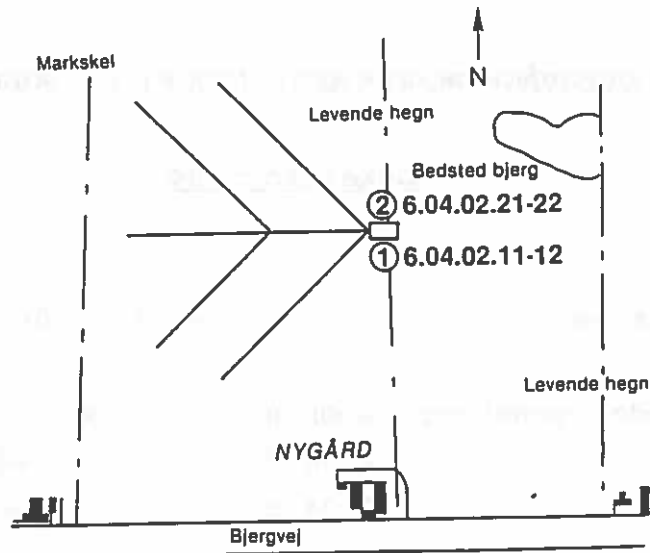 Markskel
N
Levende hegn
Bedsted bjerg
2 6.04.02.21-22
1 6.04.02.11-12
Levende hegn
NYGÅRD
Bjergvej